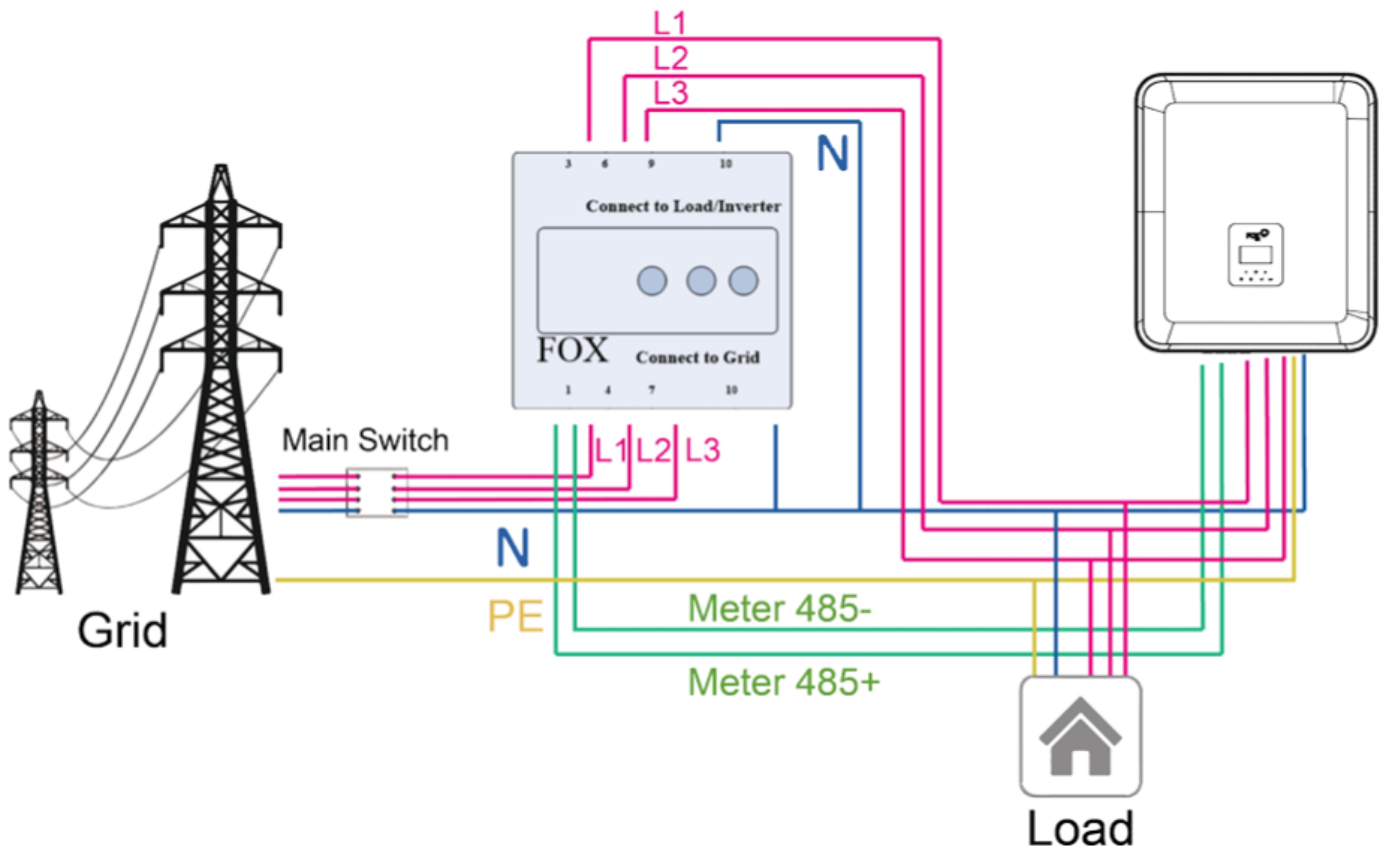 L1
L2
L3
N
3 6 9 10
Connect to Load/Inverter
FOX
Connect to Grid
1 4 7 10
Main Switch
L1 L2 L3
N
PE
Grid
Meter 485-
Meter 485+
Load